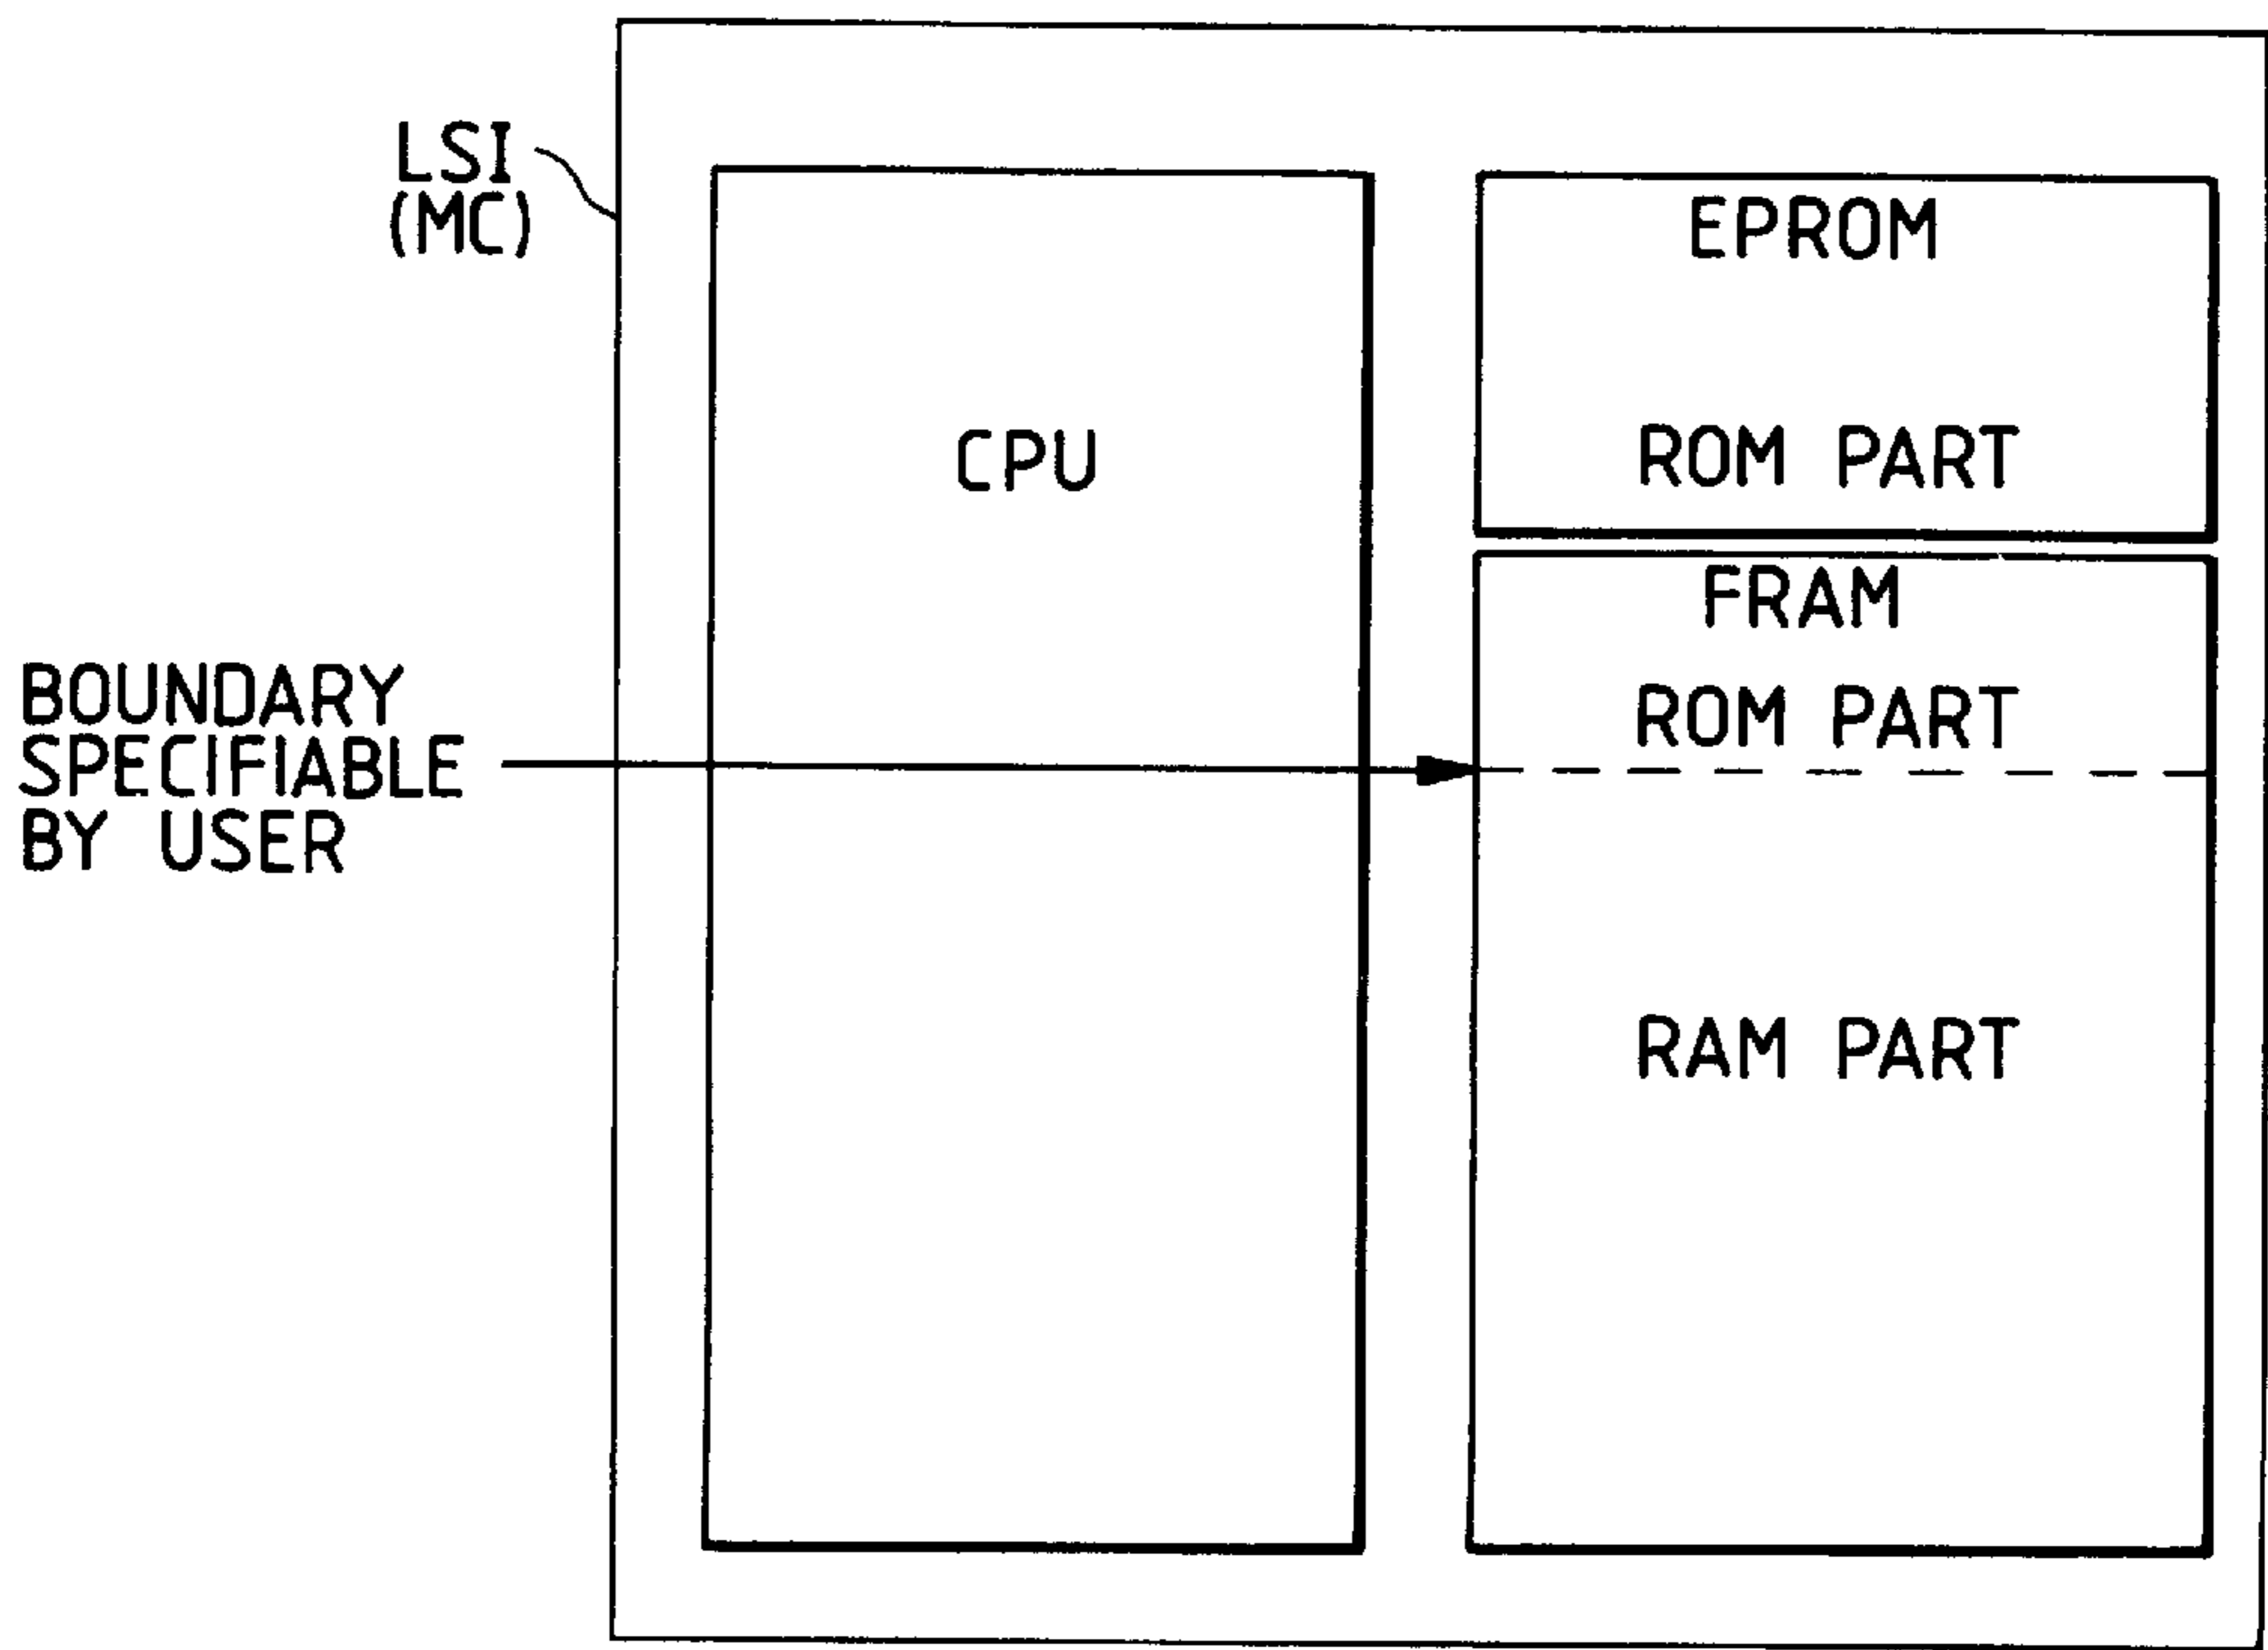 LSI
(MC)
EPROM
CPU
ROM PART
FRAM
BOUNDARY
SPECIFIABLE
BY USER
ROM PART
RAM PART